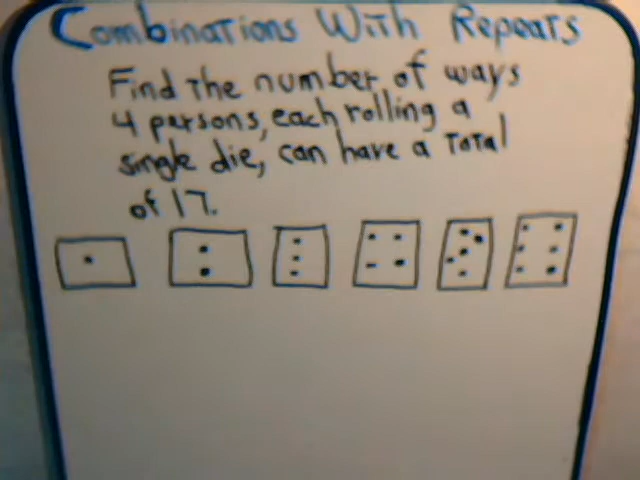 Combinations With Repeats
Find the number of ways
4 persons, each rolling a
single die, can have a Total
of 17.